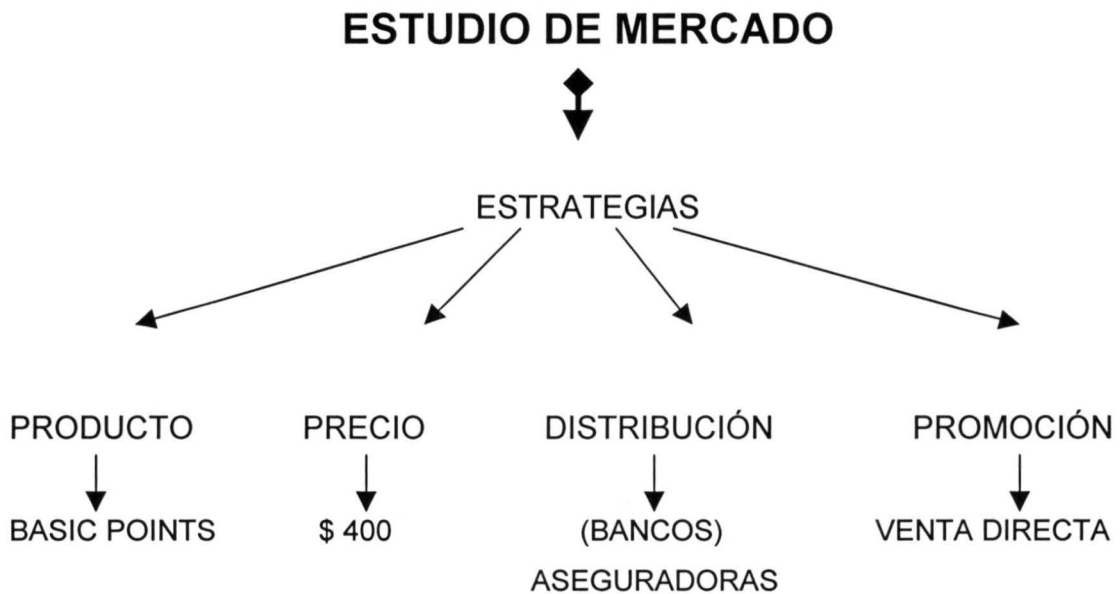 ESTUDIO DE MERCADO
ESTRATEGIAS
PRODUCTO PRECIO DISTRIBUCIÓN PROMOCIÓN
BASIC POINTS $ 400 (BANCOS) VENTA DIRECTA
ASEGURADORAS